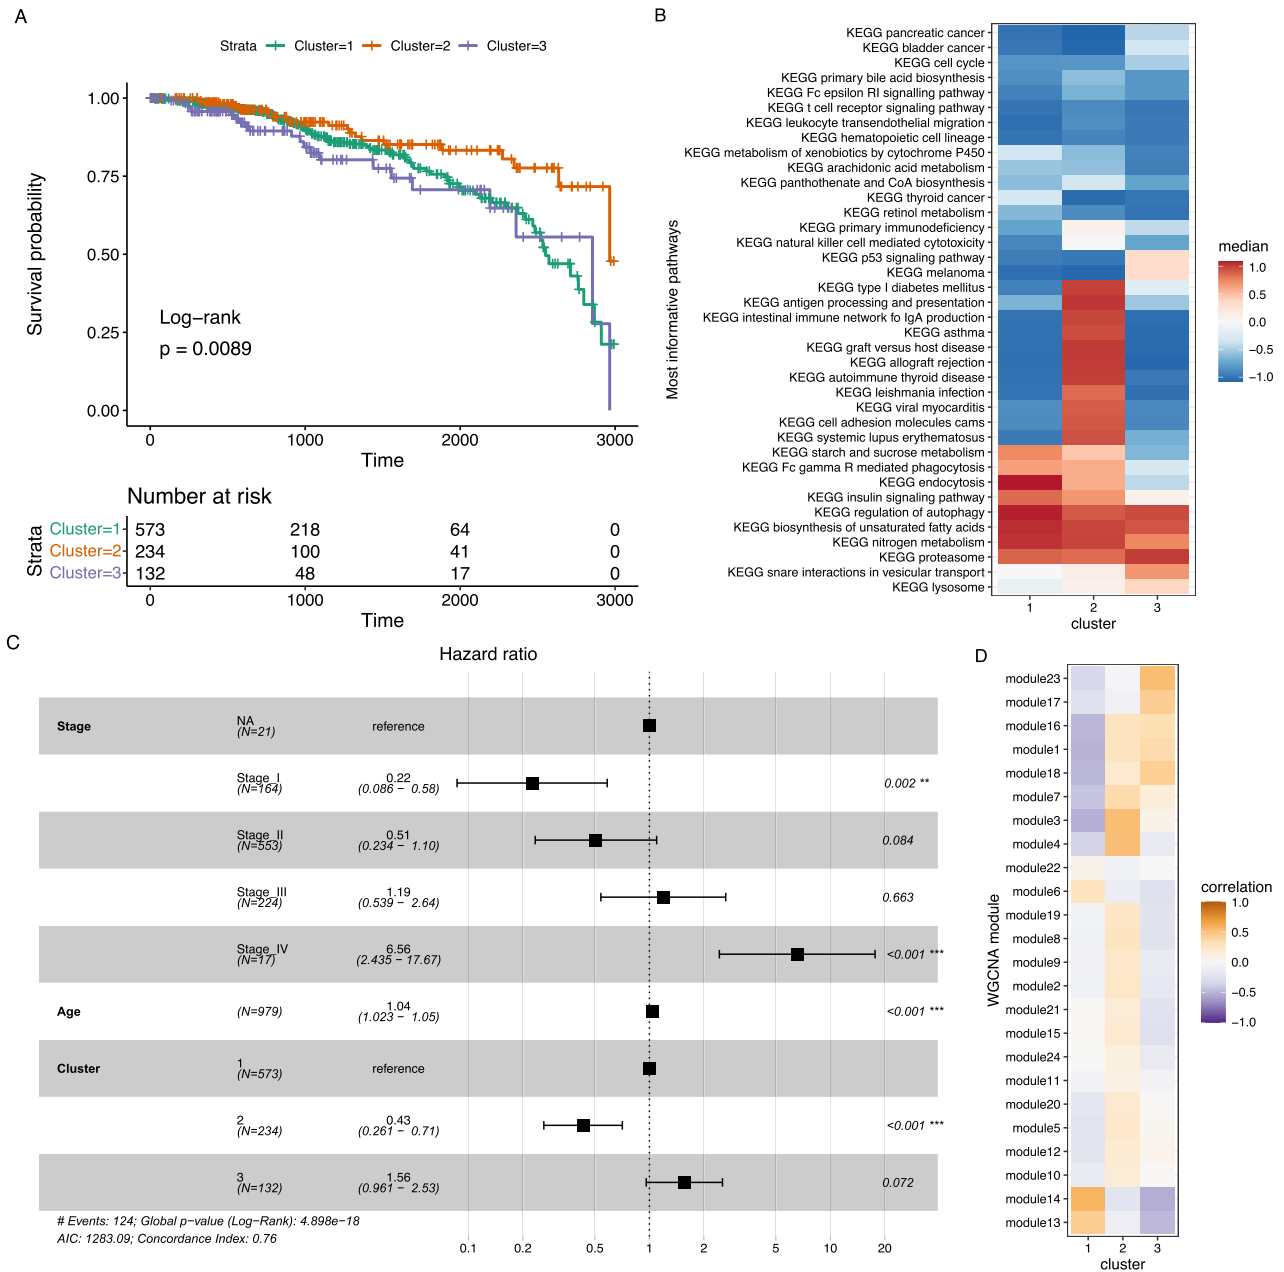 A
Strata Cluster=1 Cluster=2 Cluster=3
Survival probability
1.00
0.75
0.50
0.25
0.00
Log-rank
p = 0.0089
0 1000 2000 3000
Time
Number at risk
Strata
Cluster=1 573 218 64 0
Cluster=2 234 100 41 0
Cluster=3 132 48 17 0
0 1000 2000 3000
Time
B
Most informative pathways
KEGG pancreatic cancer
KEGG bladder cancer
KEGG cell cycle
KEGG primary bile acid biosynthesis
KEGG Fc epsilon RI signalling pathway
KEGG t cell receptor signaling pathway
KEGG leukocyte transendothelial migration
KEGG hematopoietic cell lineage
KEGG metabolism of xenobiotics by cytochrome P450
KEGG arachidonic acid metabolism
KEGG panthothenate and CoA biosynthesis
KEGG thyroid cancer
KEGG retinol metabolism
KEGG primary immunodeficiency
KEGG natural killer cell mediated cytotoxicity
KEGG p53 signaling pathway
KEGG melanoma
KEGG type I diabetes mellitus
KEGG antigen processing and presentation
KEGG intestinal immune network fo IgA production
KEGG asthma
KEGG graft versus host disease
KEGG allograft rejection
KEGG autoimmune thyroid disease
KEGG leishmania infection
KEGG viral myocarditis
KEGG cell adhesion molecules cams
KEGG systemic lupus erythematosus
KEGG starch and sucrose metabolism
KEGG Fc gamma R mediated phagocytosis
KEGG endocytosis
KEGG insulin signaling pathway
KEGG regulation of autophagy
KEGG biosynthesis of unsaturated fatty acids
KEGG nitrogen metabolism
KEGG proteasome
KEGG snare interactions in vesicular transport
KEGG lysosome
1 2 3
cluster
median
1.0
0.5
0.0
-0.5
-1.0
C
Hazard ratio
Stage NA reference
(N=21)
Stage_I 0.22 0.002 **
(N=164) (0.086 - 0.58)
Stage_II 0.51 0.084
(N=553) (0.234 - 1.10)
Stage_III 1.19 0.663
(N=224) (0.539 - 2.64)
Stage_IV 6.56 <0.001 ***
(N=17) (2.435 - 17.67)
Age (N=979) 1.04 <0.001 ***
(1.023 - 1.05)
Cluster 1 reference
(N=573)
2 0.43 <0.001 ***
(N=234) (0.261 - 0.71)
3 1.56 0.072
(N=132) (0.961 - 2.53)
# Events: 124; Global p-value (Log-Rank): 4.898e-18
AIC: 1283.09; Concordance Index: 0.76
0.1 0.2 0.5 1 2 5 10 20
D
WGCNA module
module23
module17
module16
module1
module18
module7
module3
module4
module22
module6
module19
module8
module9
module2
module21
module15
module24
module11
module20
module5
module12
module10
module14
module13
1 2 3
cluster
correlation
1.0
0.5
0.0
-0.5
-1.0